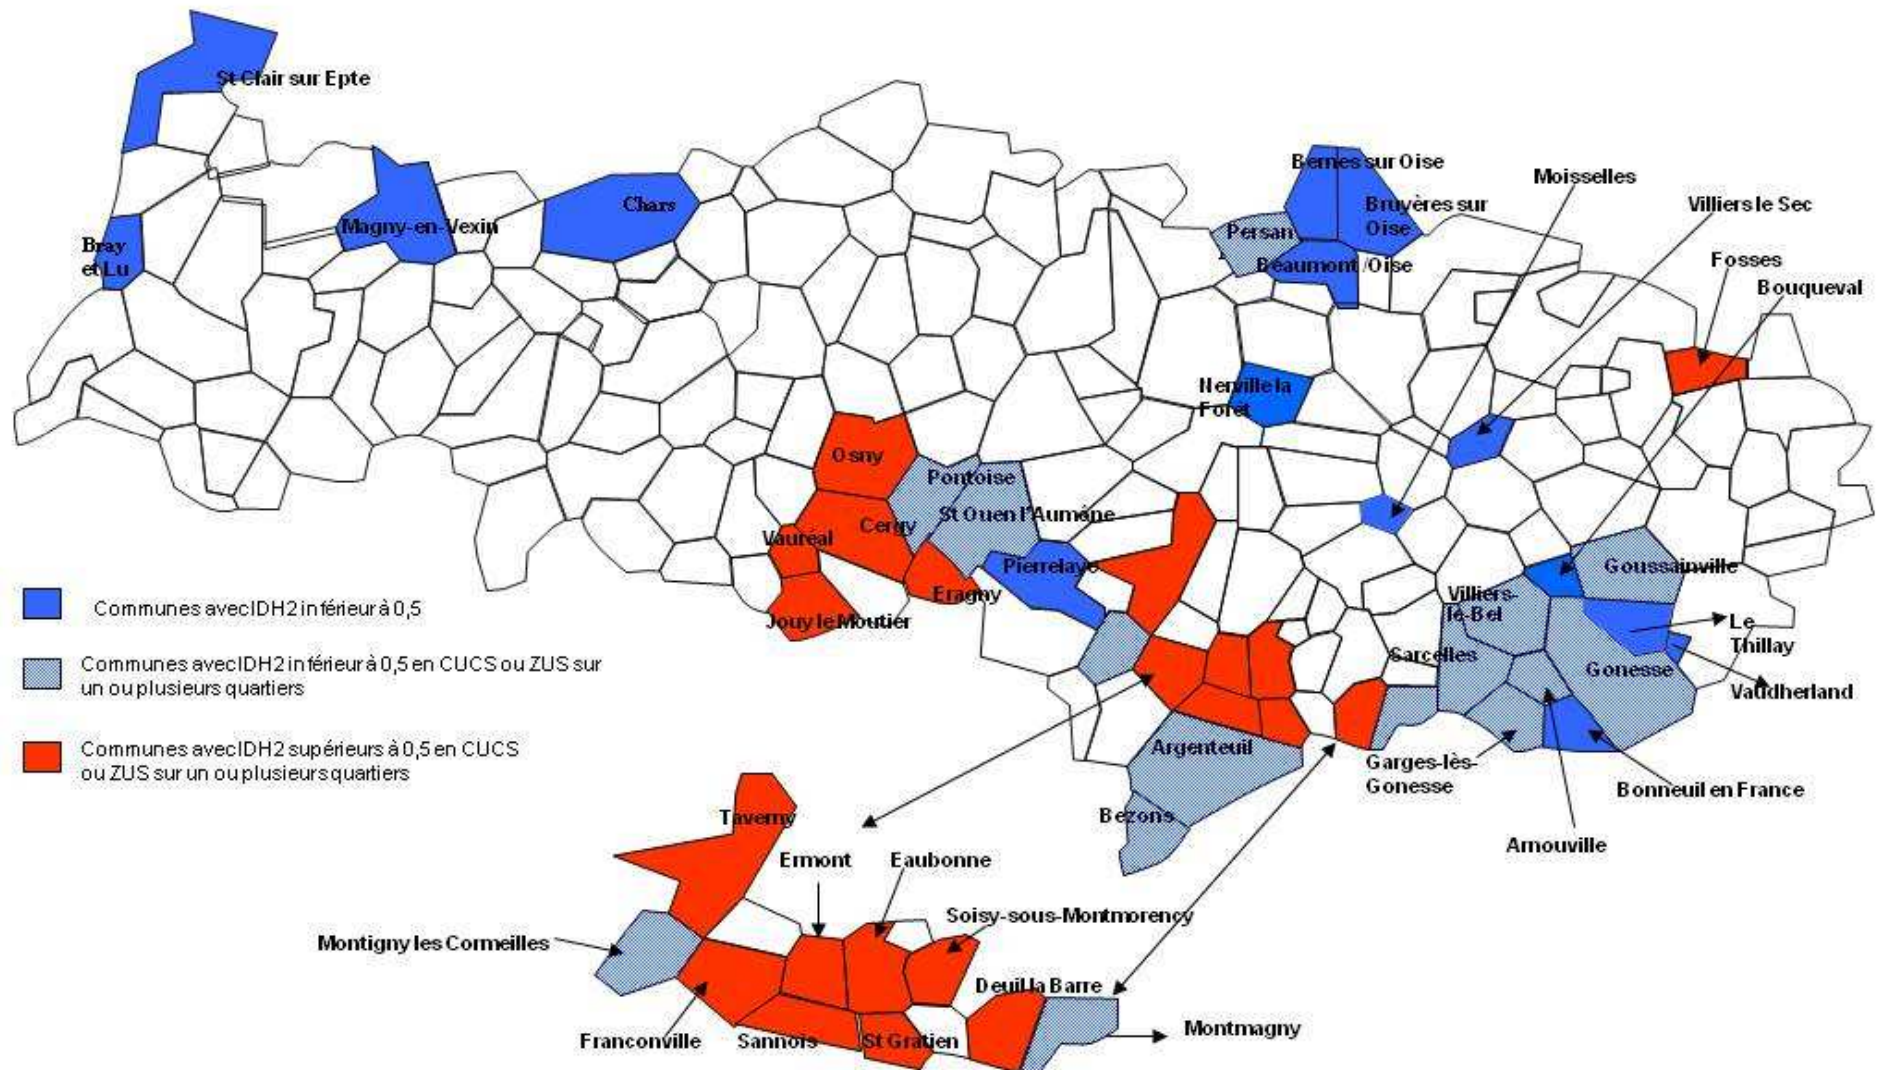 St Clair sur Epte
Bernes sur Oise
Moisselles
Chars
Bruyères sur
Oise
Villiers le Sec
Magny-en-Vexin
Persan
Bray
et Lu
Beaumont /Oise
Fosses
Bouqueval
Nerville la
Forêt
Osny
Pontoise
St Ouen l'Aumône
Cergy
Vauréal
Pierrelaye
Goussainville
Eragny
Villiers-
le-Bel
Jouy le Moutier
Le
Thillay
Communes avec IDH2 inférieur à 0,5
Sarcelles
Gonesse
Communes avec IDH2 inférieur à 0,5 en CUCS ou ZUS sur
un ou plusieurs quartiers
Vaudherland
Communes avec IDH2 supérieurs à 0,5 en CUCS
ou ZUS sur un ou plusieurs quartiers
Argenteuil
Garges-lès-
Gonesse
Bonneuil en France
Bezons
Taverny
Arnouville
Ermont
Eaubonne
Soisy-sous-Montmorency
Montigny les Cormeilles
Deuil la Barre
Montmagny
Franconville
Sannois
St Gratien